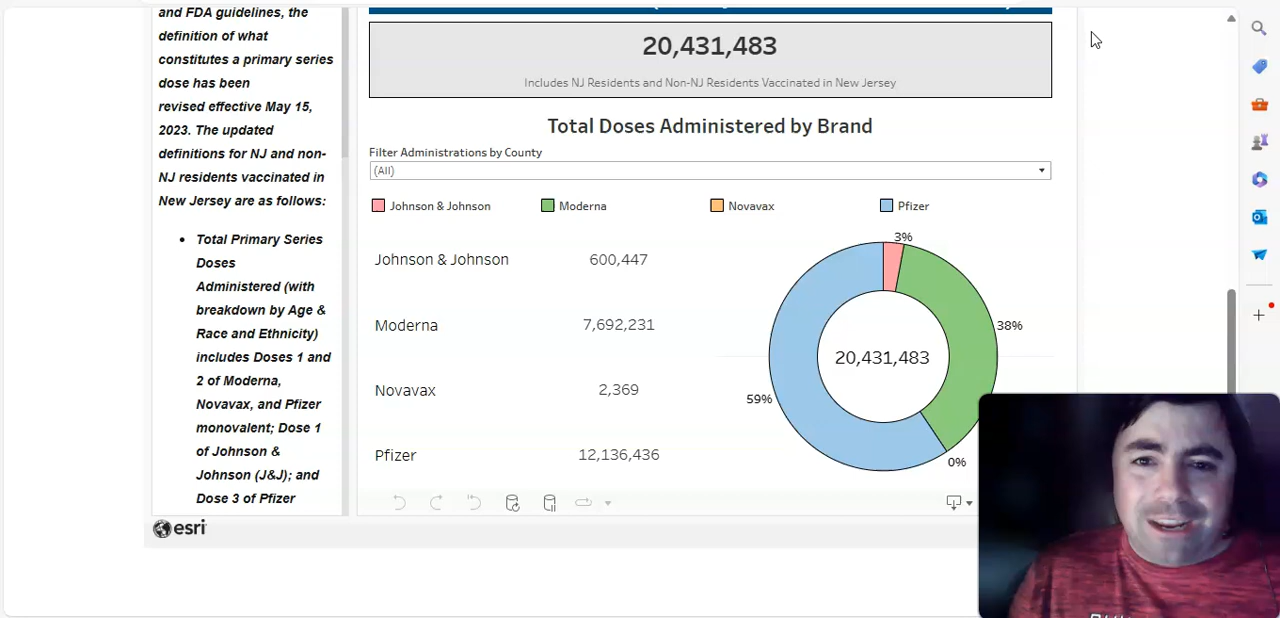 and FDA guidelines, the
definition of what
constitutes a primary series
dose has been
revised effective May 15,
2023. The updated
definitions for NJ and non-
NJ residents vaccinated in
New Jersey are as follows:
• Total Primary Series
Doses
Administered (with
breakdown by Age &
Race and Ethnicity)
includes Doses 1 and
2 of Moderna,
Novavax, and Pfizer
monovalent; Dose 1
of Johnson &
Johnson (J&J); and
Dose 3 of Pfizer
esri
20,431,483
Includes NJ Residents and Non-NJ Residents Vaccinated in New Jersey
Total Doses Administered by Brand
Filter Administrations by County
(All)
Johnson & Johnson Moderna Novavax Pfizer
Johnson & Johnson 600,447
Moderna 7,692,231
Novavax 2,369
Pfizer 12,136,436
3%
38%
20,431,483
59%
0%